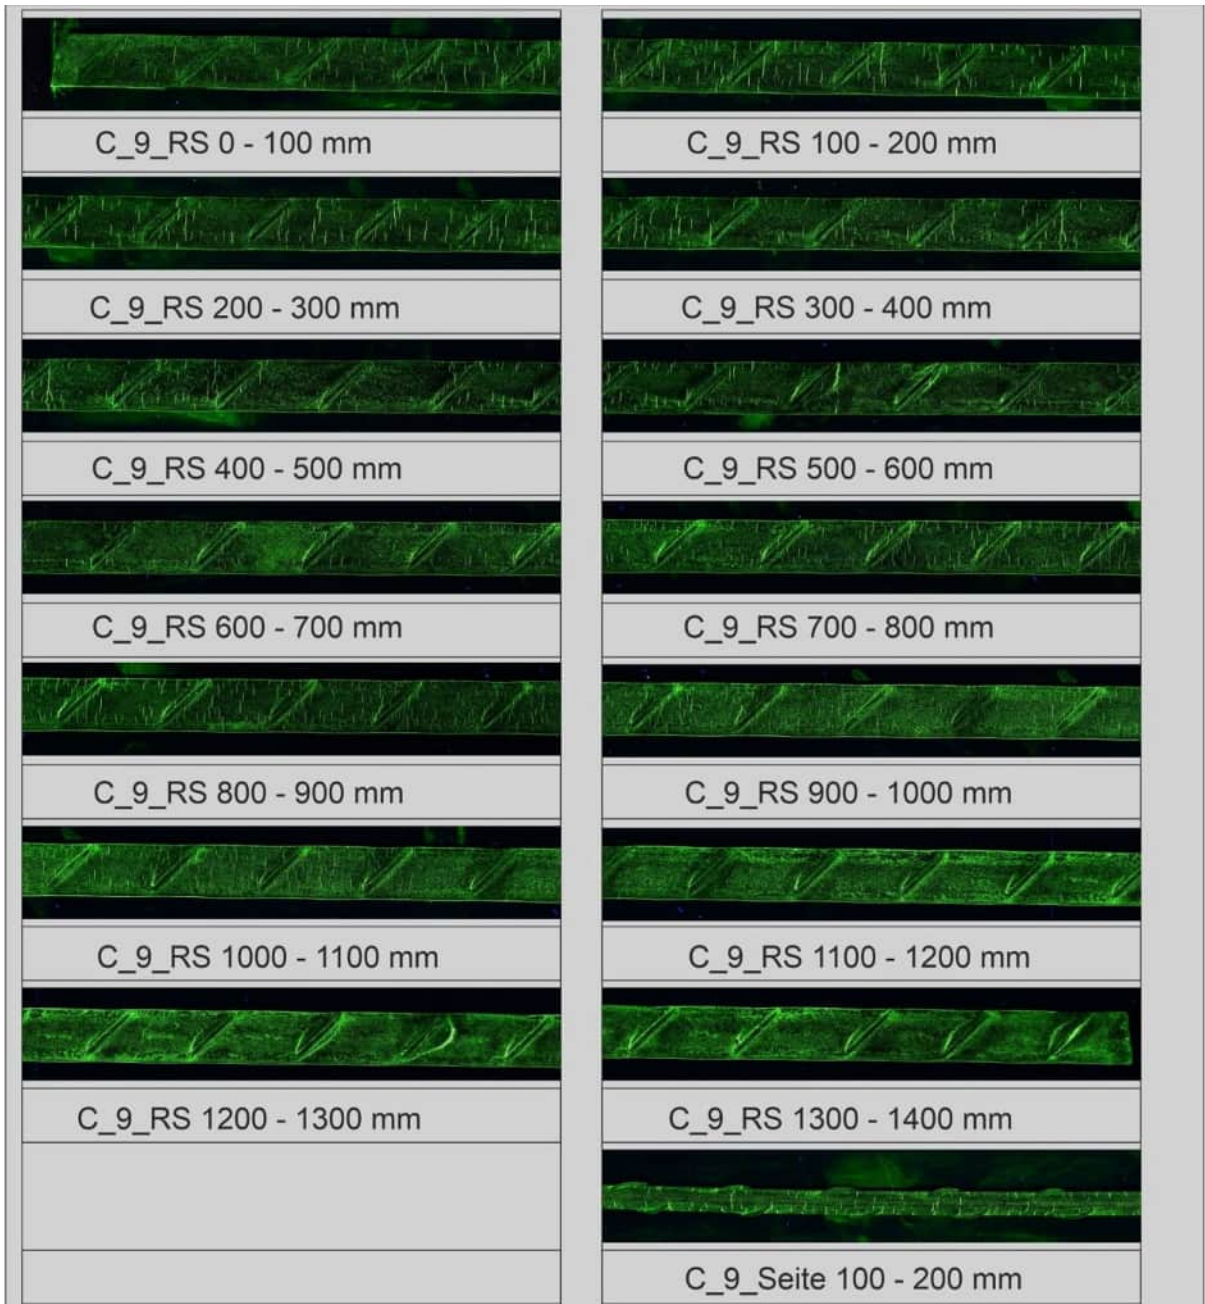 C_9_RS 0 - 100 mm
C_9_RS 100 - 200 mm
C_9_RS 200 - 300 mm
C_9_RS 300 - 400 mm
C_9_RS 400 - 500 mm
C_9_RS 500 - 600 mm
C_9_RS 600 - 700 mm
C_9_RS 700 - 800 mm
C_9_RS 800 - 900 mm
C_9_RS 900 - 1000 mm
C_9_RS 1000 - 1100 mm
C_9_RS 1100 - 1200 mm
C_9_RS 1200 - 1300 mm
C_9_RS 1300 - 1400 mm
C_9_Seite 100 - 200 mm